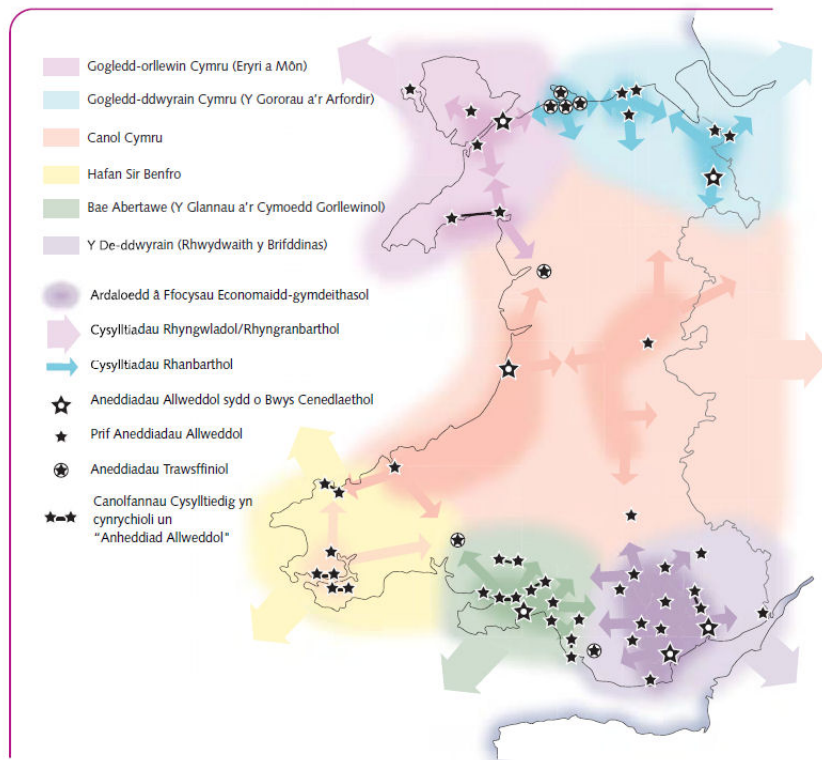 Gogledd-orllewin Cymru (Eryri a Môn)
Gogledd-ddwyrain Cymru (Y Gororau a'r Arfordir)
Canol Cymru
Hafan Sir Benfro
Bae Abertawe (Y Glannau a'r Cymoedd Gorllewinol)
Y De-ddwyrain (Rhwydwaith y Brifddinas)
Ardaloedd â Ffocysau Economaidd-gymdeithasol
Cysylltiadau Rhyngwladol/Rhyngranbarthol
Cysylltiadau Rhanbarthol
Aneddiadau Allweddol sydd o Bwys Cenedlaethol
Prif Aneddiadau Allweddol
Aneddiadau Trawsffiniol
Canolfannau Cysylltiedig yn
cynrychioli un
"Anheddiad Allweddol"